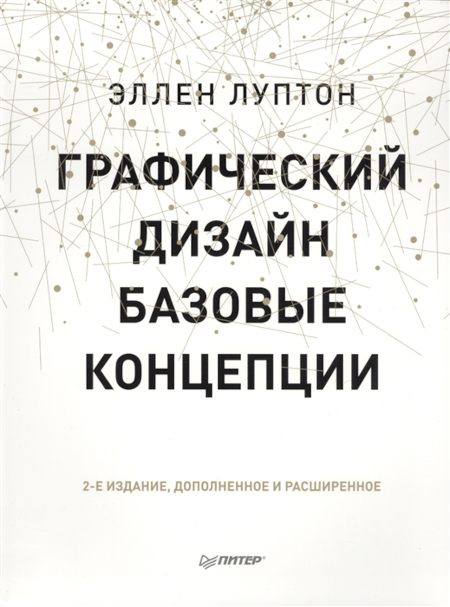 ЭЛЛЕН ЛУПТОН
ГРАФИЧЕСКИЙ
ДИЗАЙН
БАЗОВЫЕ
КОНЦЕПЦИИ
2-Е ИЗДАНИЕ, ДОПОЛНЕННОЕ И РАСШИРЕННОЕ
ПИТЕР®